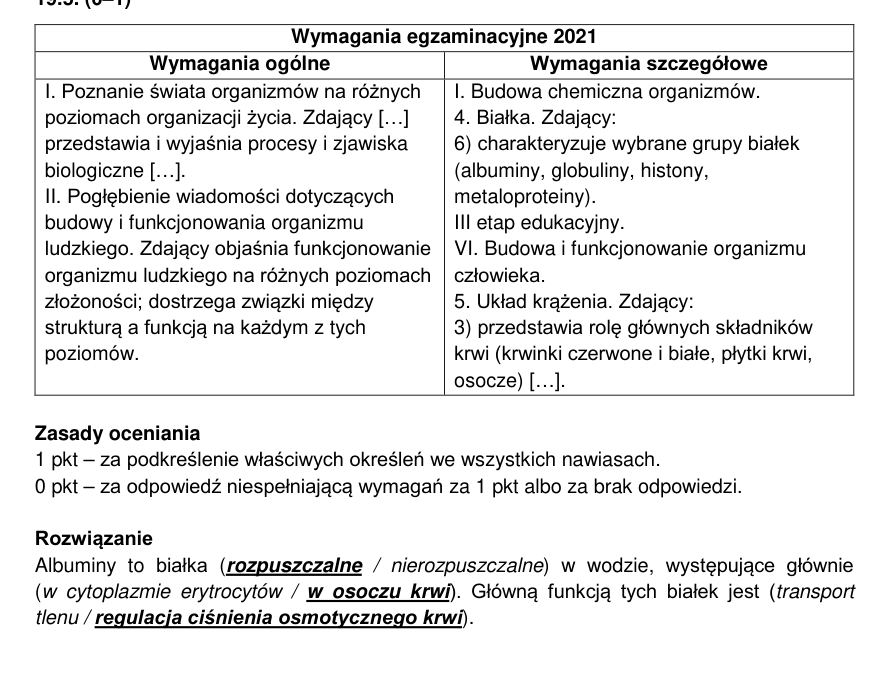 19.3. (0–1)
Wymagania egzaminacyjne 2021
Wymagania ogólne
Wymagania szczegółowe
I. Poznanie świata organizmów na różnych
poziomach organizacji życia. Zdający […]
przedstawia i wyjaśnia procesy i zjawiska
biologiczne […].
II. Pogłębienie wiadomości dotyczących
budowy i funkcjonowania organizmu
ludzkiego. Zdający objaśnia funkcjonowanie
organizmu ludzkiego na różnych poziomach
złożoności; dostrzega związki między
strukturą a funkcją na każdym z tych
poziomów.
I. Budowa chemiczna organizmów.
4. Białka. Zdający:
6) charakteryzuje wybrane grupy białek
(albuminy, globuliny, histony,
metaloproteiny).
III etap edukacyjny.
VI. Budowa i funkcjonowanie organizmu
człowieka.
5. Układ krążenia. Zdający:
3) przedstawia rolę głównych składników
krwi (krwinki czerwone i białe, płytki krwi,
osocze) […].
Zasady oceniania
1 pkt – za podkreślenie właściwych określeń we wszystkich nawiasach.
0 pkt – za odpowiedź niespełniającą wymagań za 1 pkt albo za brak odpowiedzi.
Rozwiązanie
Albuminy to białka (rozpuszczalne / nierozpuszczalne) w wodzie, występujące głównie
(w cytoplazmie erytrocytów / w osoczu krwi). Główną funkcją tych białek jest (transport
tlenu / regulacja ciśnienia osmotycznego krwi).